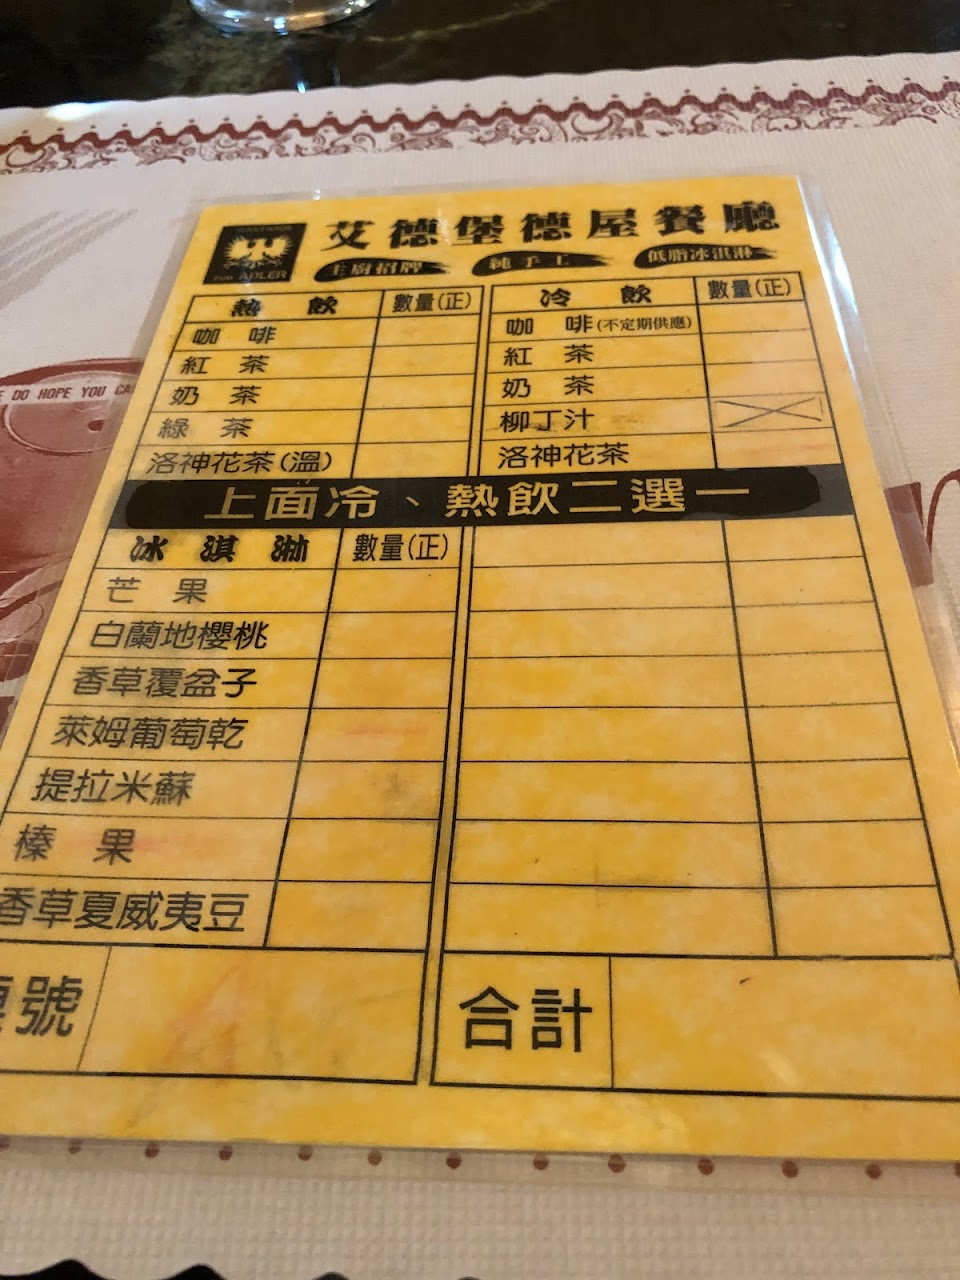 GASTHAUS
ZUM ADLER
艾德堡德屋餐廳
主廚招牌 純手工 低脂冰淇淋
熱飲 數量(正)
咖啡
紅茶
奶茶
綠茶
洛神花茶(溫)
冷飲 數量(正)
咖啡(不定期供應)
紅茶
奶茶
柳丁汁
洛神花茶
上面冷、熱飲二選一
冰淇淋 數量(正)
芒果
白蘭地櫻桃
香草覆盆子
萊姆葡萄乾
提拉米蘇
榛果
香草夏威夷豆
號
合計
E DO HOPE YOU CA